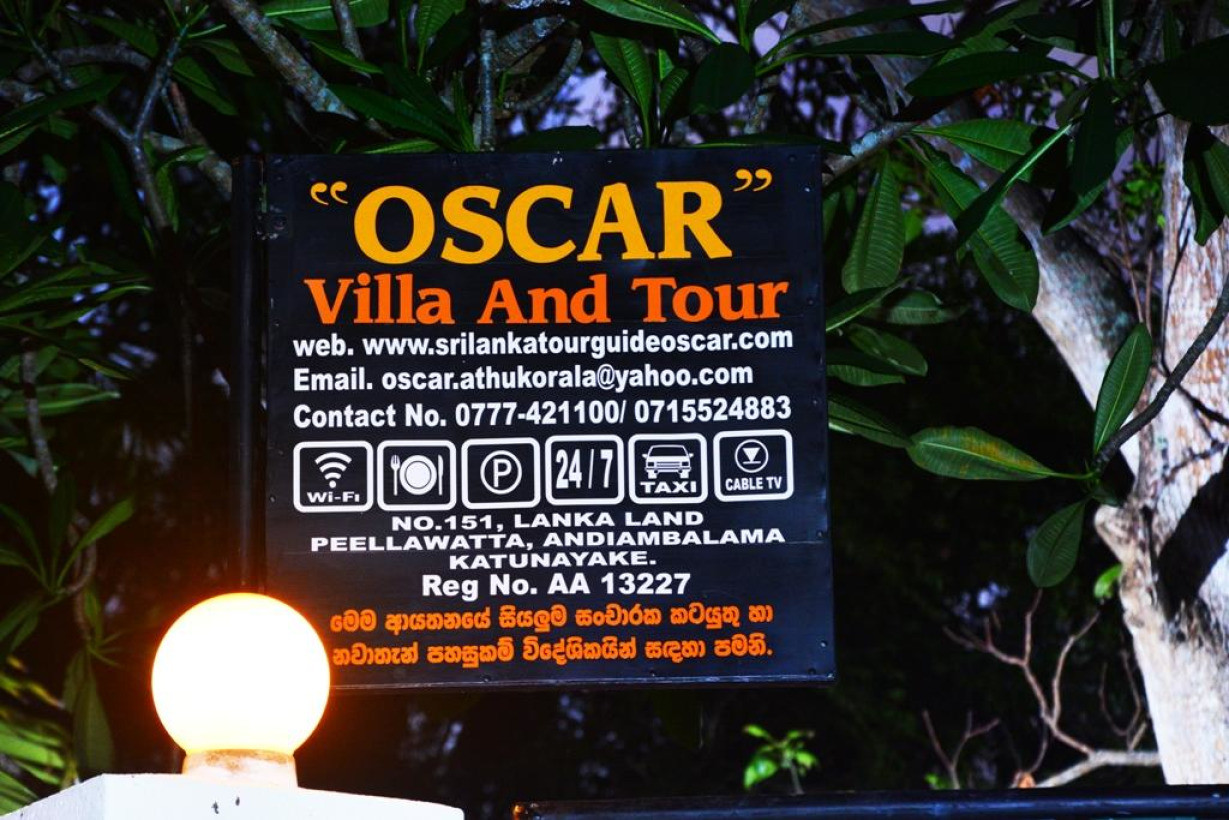 “OSCAR”
Villa And Tour
web. www.srilankatourguideoscar.com
Email. oscar.athukorala@yahoo.com
Contact No. 0777-421100/ 0715524883
Wi-Fi P 24/7 TAXI CABLE TV
NO.151, LANKA LAND
PEELLAWATTA, ANDIAMBALAMA
KATUNAYAKE.
Reg No. AA 13227
මෙම ආයතනයේ සියලුම සංචාරක කටයුතු හා
නවාතැන් පහසුකම් විදේශිකයින් සඳහා පමනි.